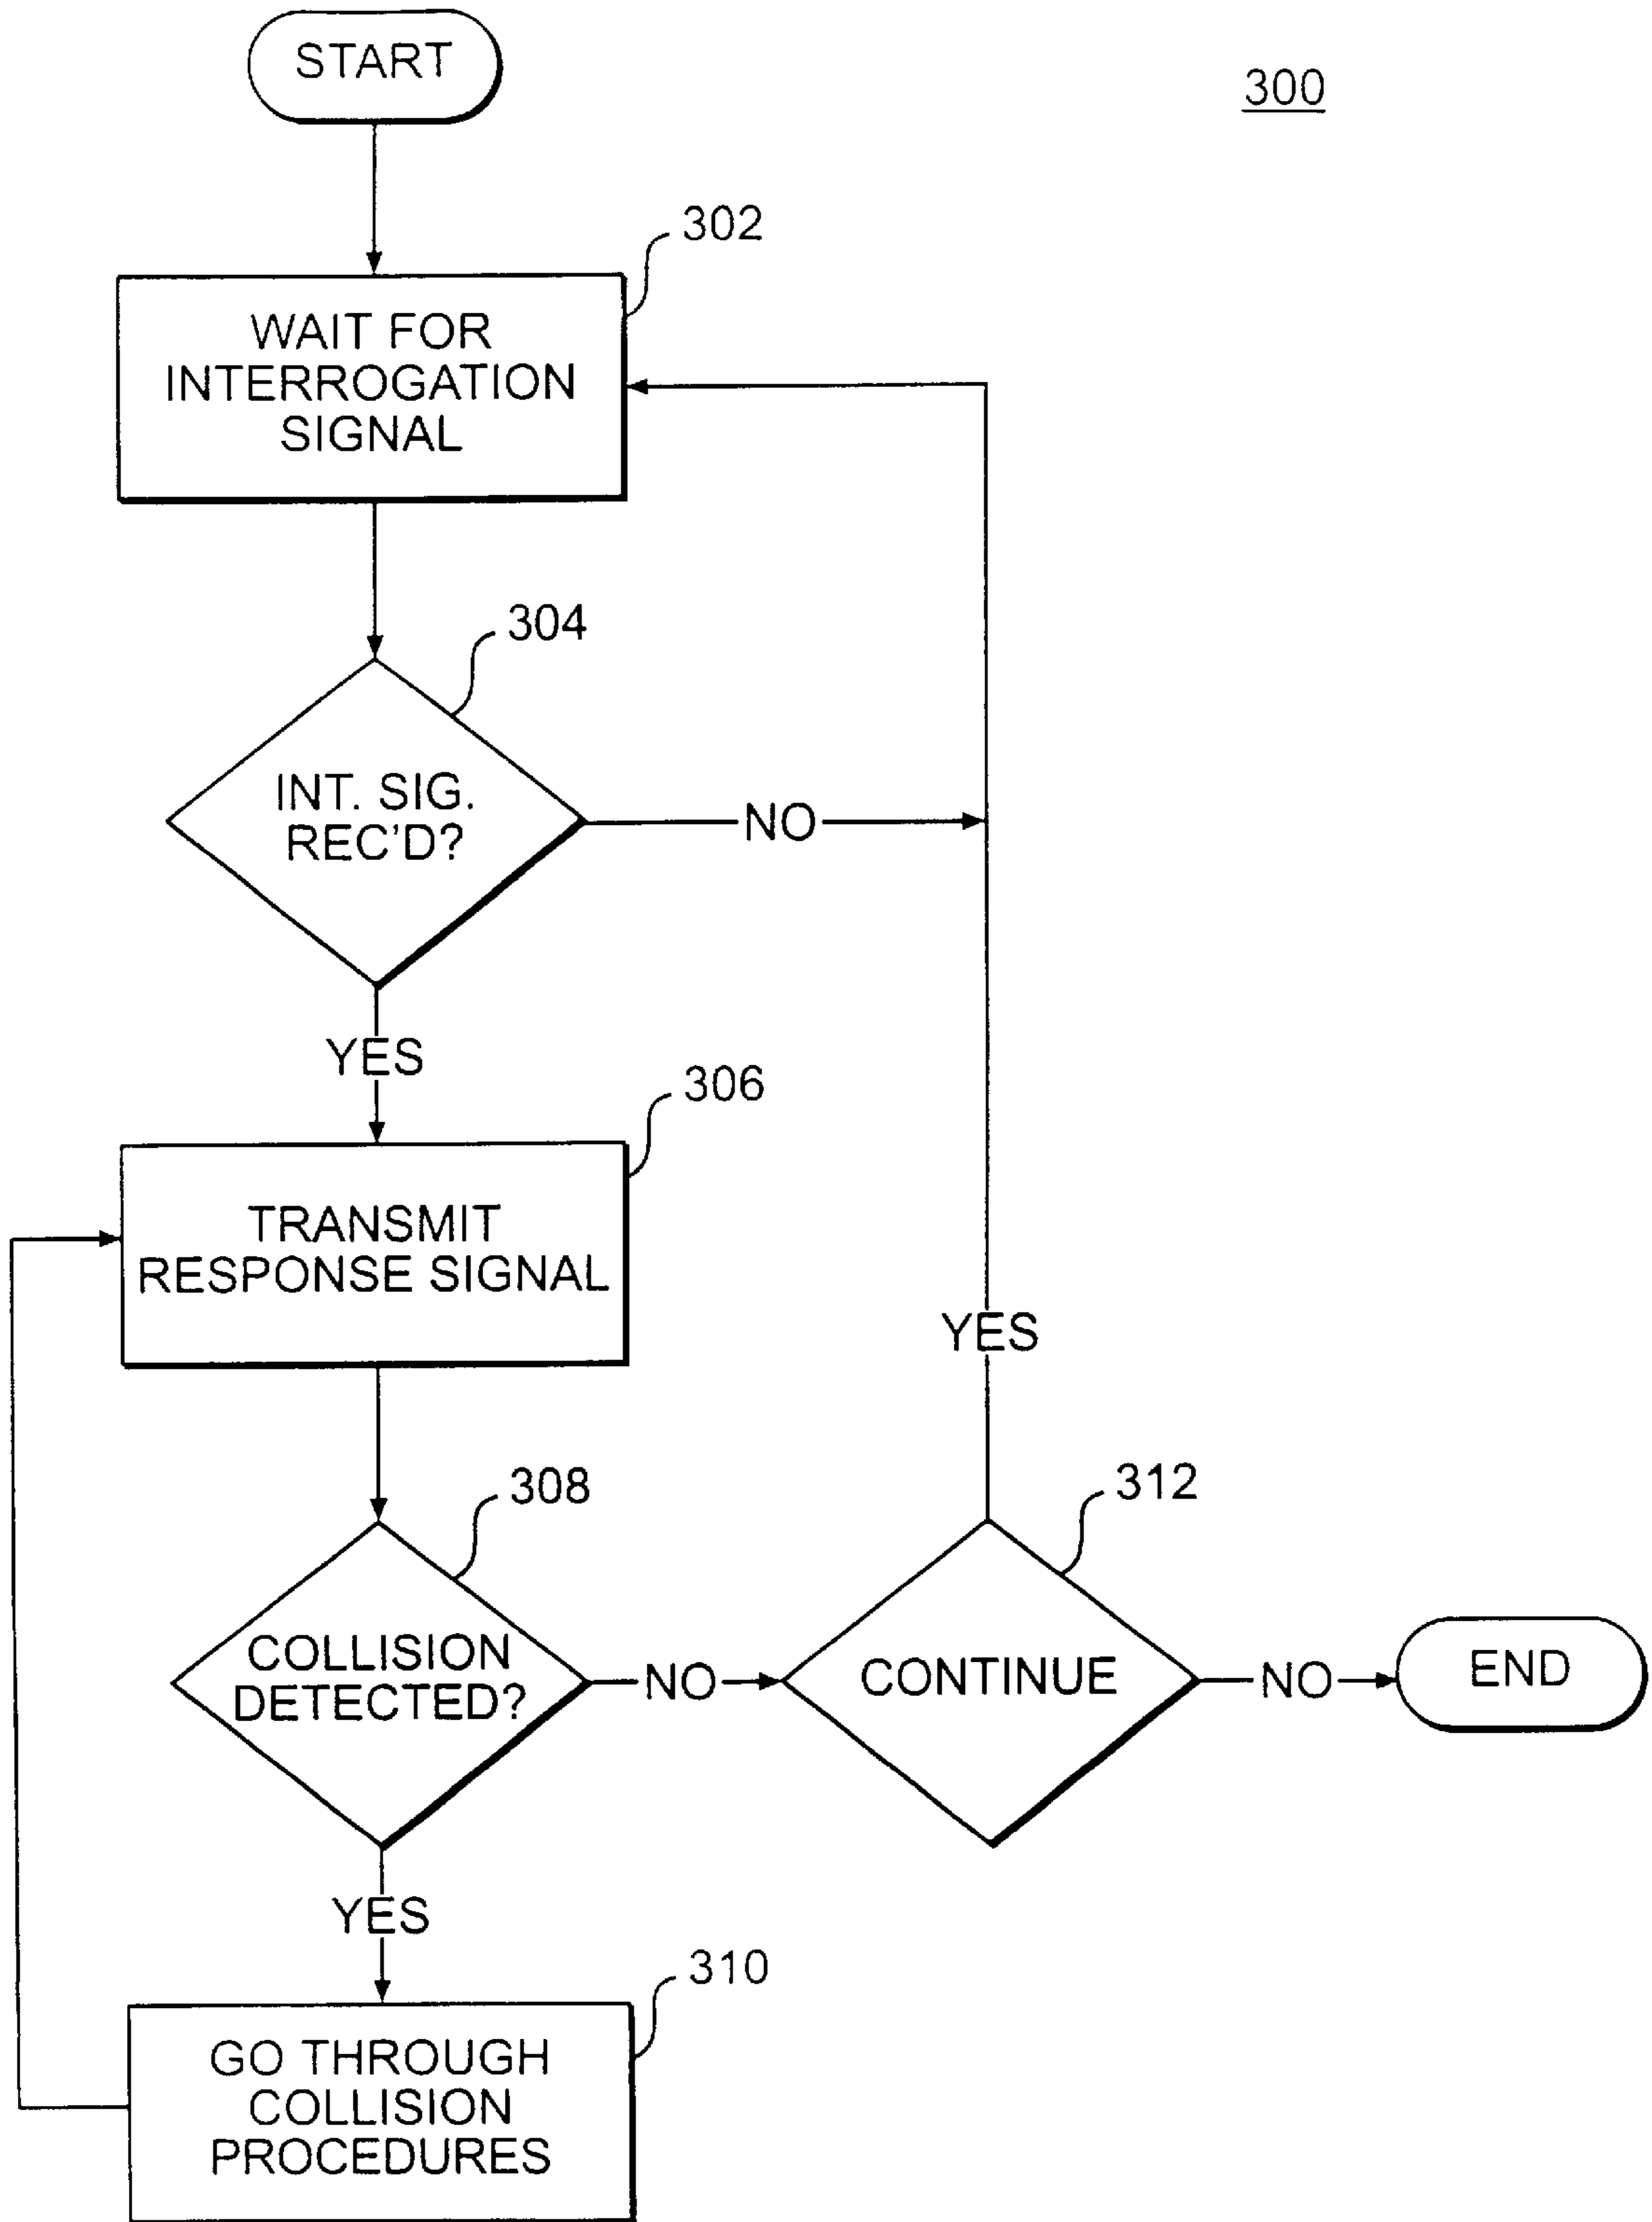 START
300
302
WAIT FOR
INTERROGATION
SIGNAL
304
INT. SIG.
REC'D?
NO
YES
306
TRANSMIT
RESPONSE SIGNAL
YES
308
312
COLLISION
DETECTED?
NO
CONTINUE
NO
END
YES
310
GO THROUGH
COLLISION
PROCEDURES